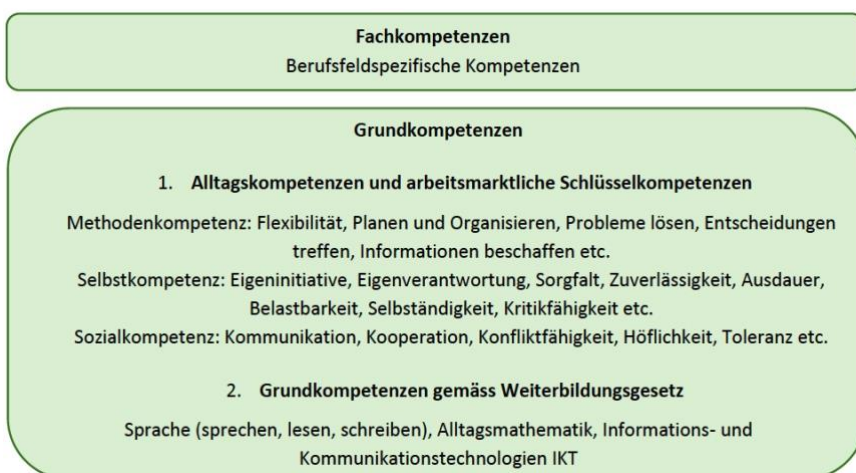 Fachkompetenzen
Berufsfeldspezifische Kompetenzen
Grundkompetenzen
1. Alltagskompetenzen und arbeitsmarktliche Schlüsselkompetenzen
Methodenkompetenz: Flexibilität, Planen und Organisieren, Probleme lösen, Entscheidungen
treffen, Informationen beschaffen etc.
Selbstkompetenz: Eigeninitiative, Eigenverantwortung, Sorgfalt, Zuverlässigkeit, Ausdauer,
Belastbarkeit, Selbständigkeit, Kritikfähigkeit etc.
Sozialkompetenz: Kommunikation, Kooperation, Konfliktfähigkeit, Höflichkeit, Toleranz etc.
2. Grundkompetenzen gemäss Weiterbildungsgesetz
Sprache (sprechen, lesen, schreiben), Alltagsmathematik, Informations- und
Kommunikationstechnologien IKT